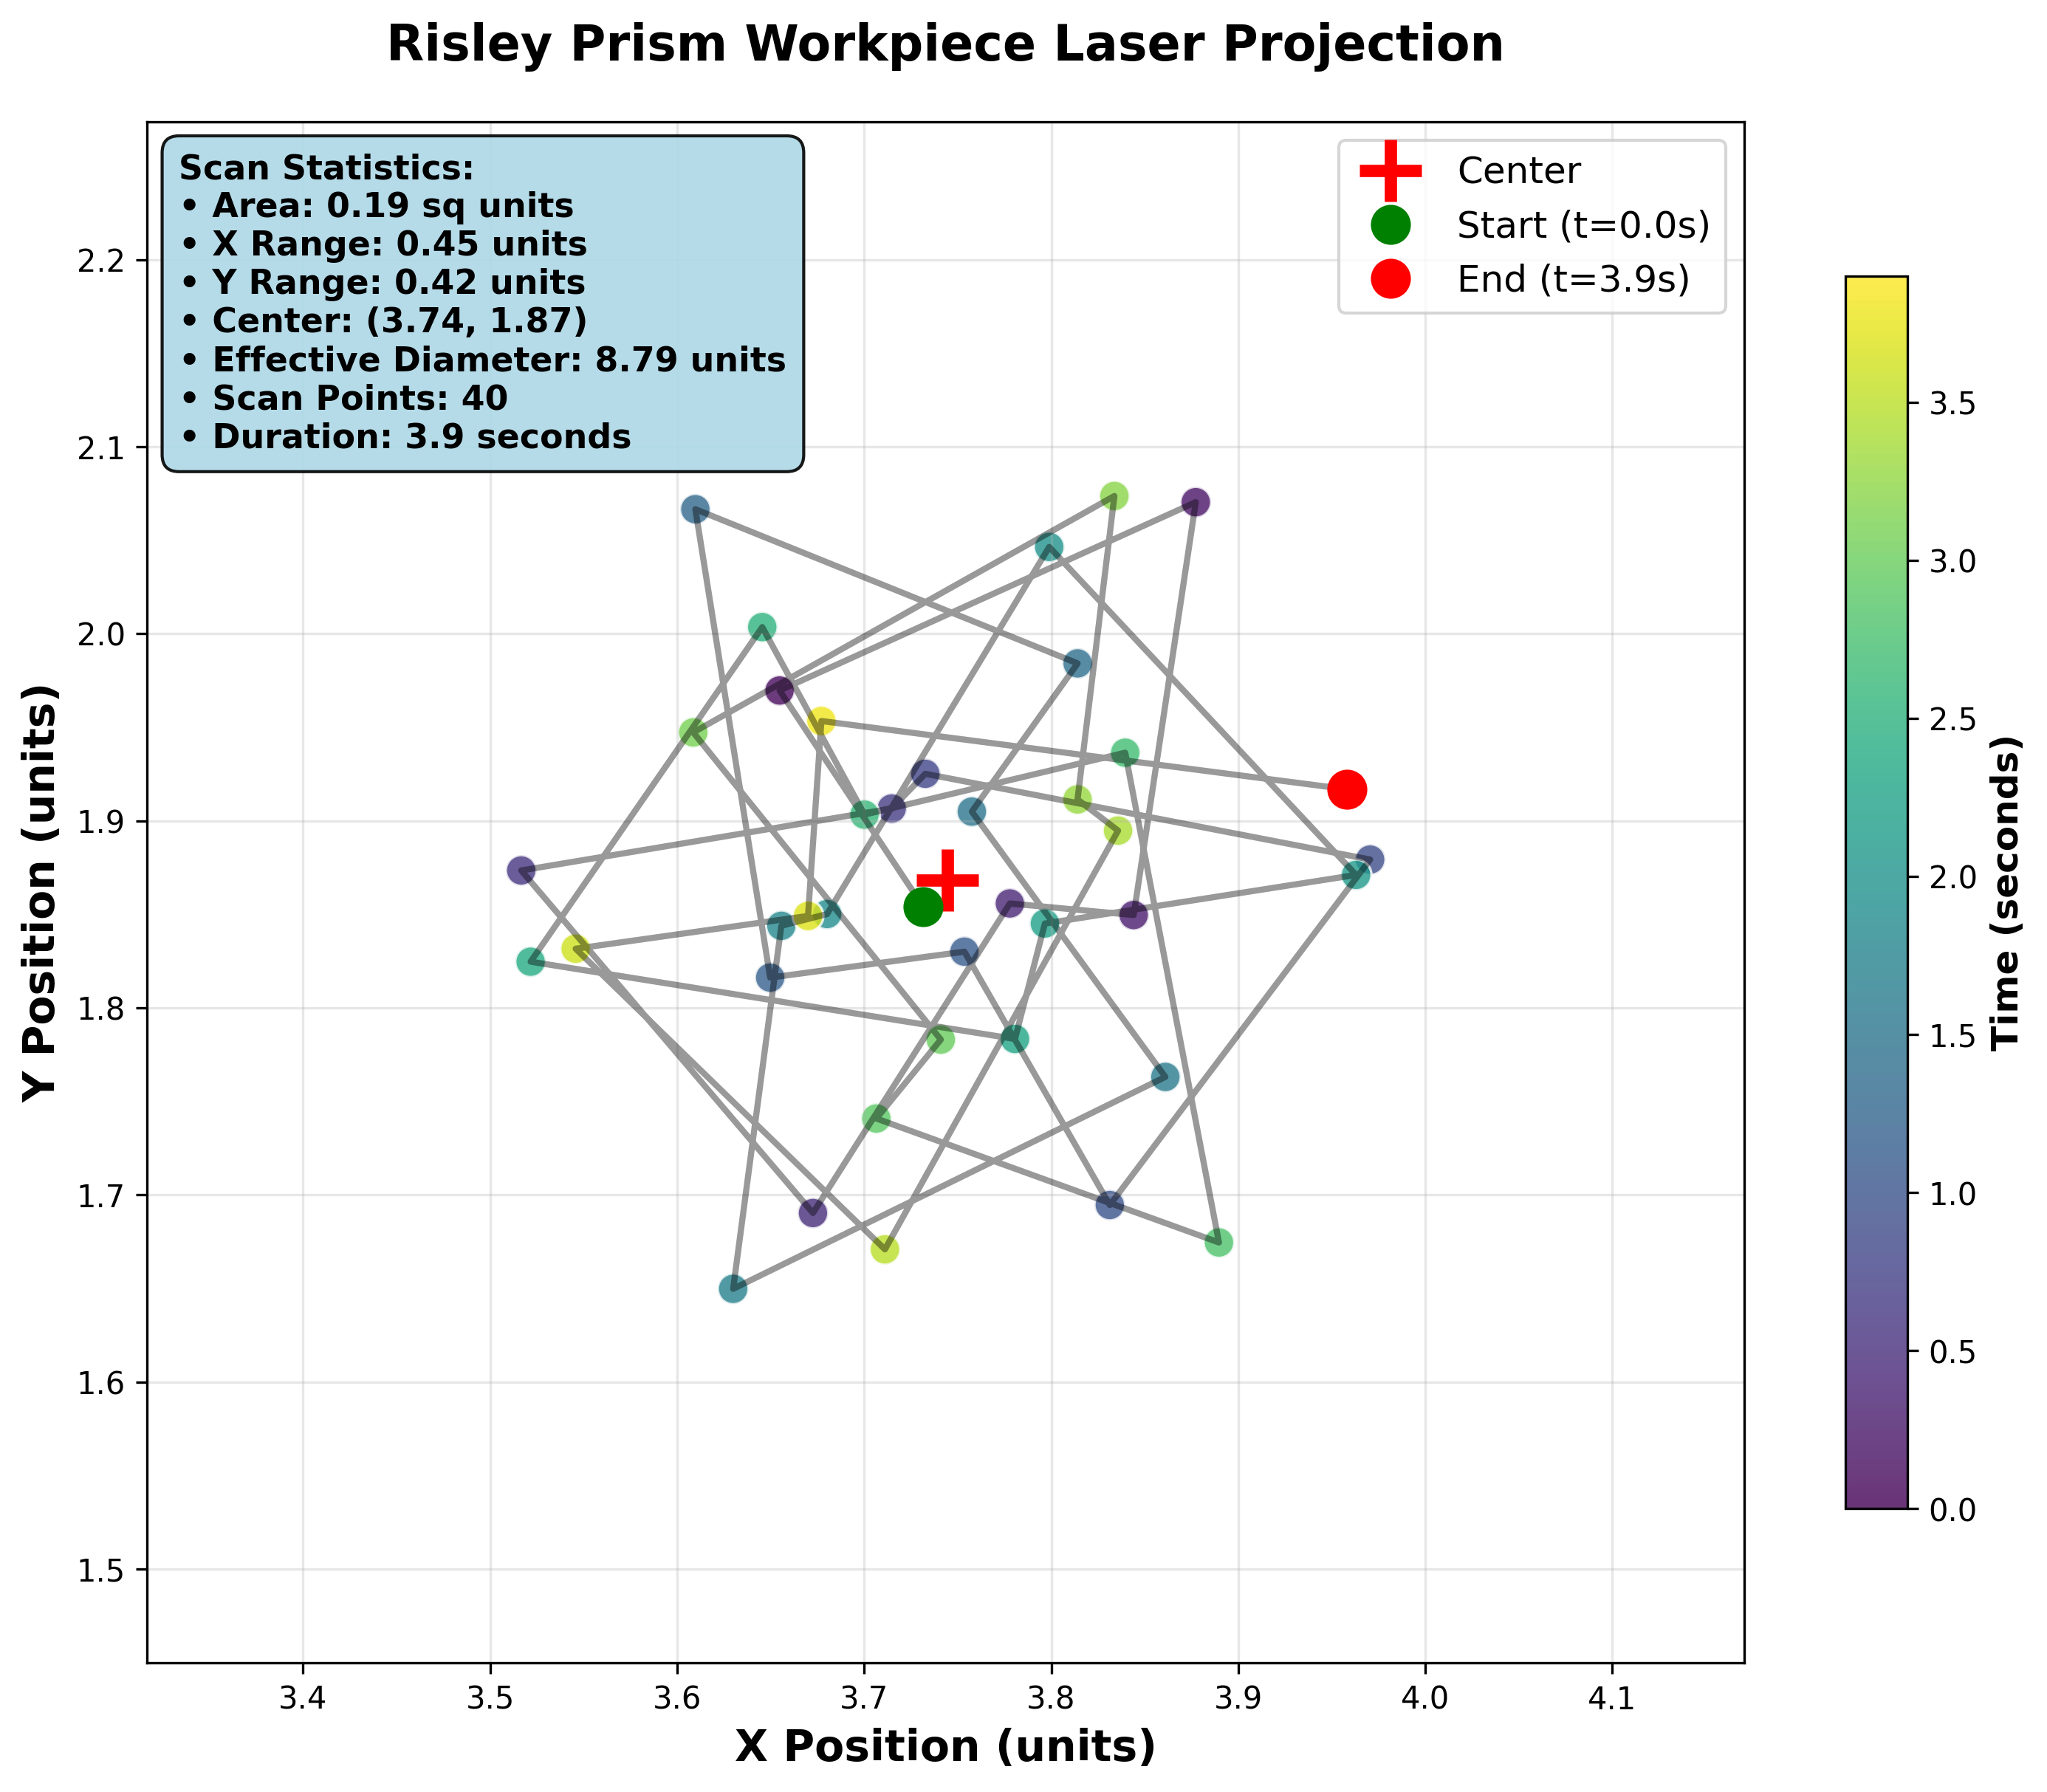 Risley Prism Workpiece Laser Projection
Scan Statistics:
• Area: 0.19 sq units
• X Range: 0.45 units
• Y Range: 0.42 units
• Center: (3.74, 1.87)
• Effective Diameter: 8.79 units
• Scan Points: 40
• Duration: 3.9 seconds
Center
Start (t=0.0s)
End (t=3.9s)
Y Position (units)
2.2
2.1
2.0
1.9
1.8
1.7
1.6
1.5
3.4
3.5
3.6
3.7
3.8
3.9
4.0
4.1
X Position (units)
3.5
3.0
2.5
2.0
1.5
1.0
0.5
0.0
Time (seconds)